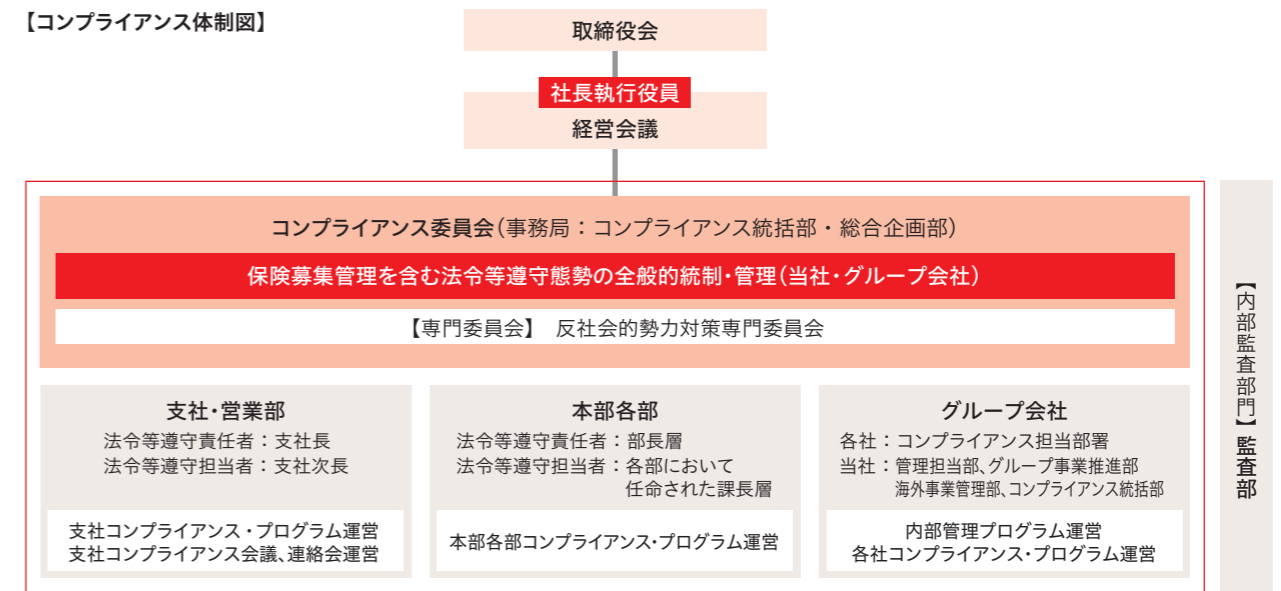 【コンプライアンス体制図】
取締役会
社長執行役員
経営会議
コンプライアンス委員会(事務局：コンプライアンス統括部・総合企画部)
保険募集管理を含む法令等遵守態勢の全般的統制・管理(当社・グループ会社)
【専門委員会】　反社会的勢力対策専門委員会
支社・営業部
法令等遵守責任者：支社長
法令等遵守担当者：支社次長
支社コンプライアンス・プログラム運営
支社コンプライアンス会議、連絡会運営
本部各部
法令等遵守責任者：部長層
法令等遵守担当者：各部において
任命された課長層
本部各部コンプライアンス・プログラム運営
グループ会社
各社：コンプライアンス担当部署
当社：管理担当部、グループ事業推進部
海外事業管理部、コンプライアンス統括部
内部管理プログラム運営
各社コンプライアンス・プログラム運営
【内部監査部門】監査部